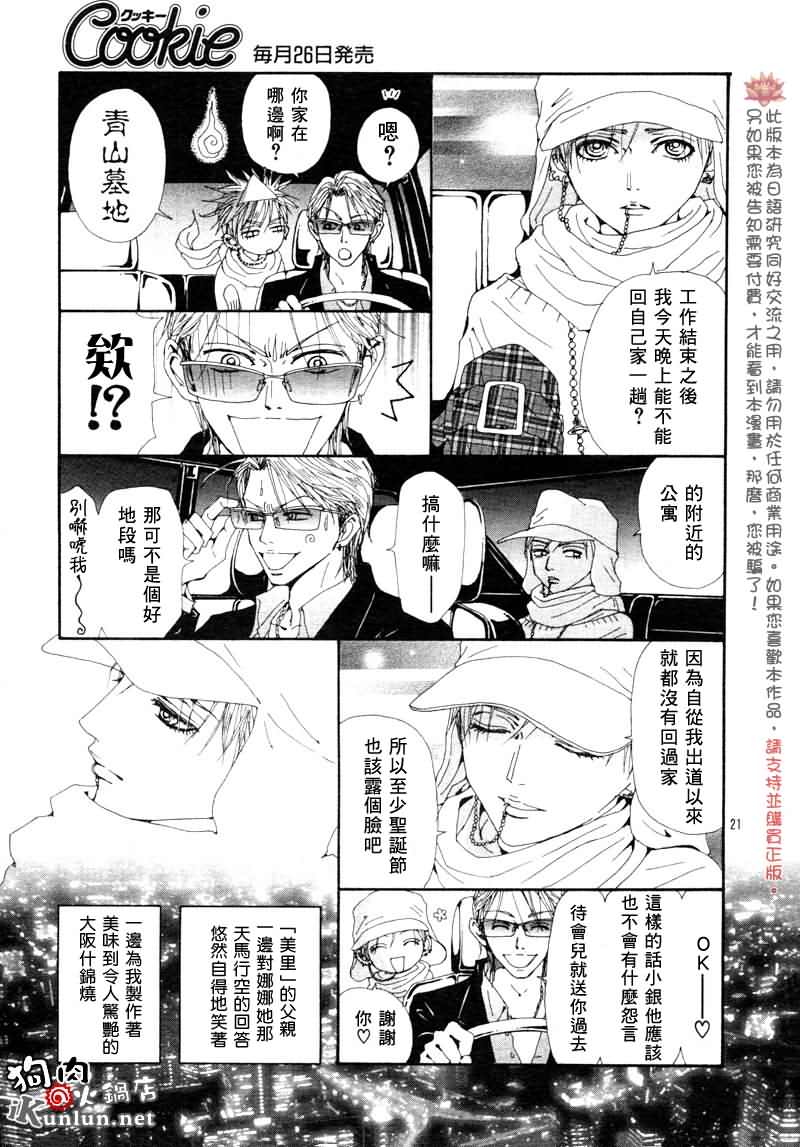 クッキー
Cookie
毎月26日発売
工作結束之後
我今天晚上能不能
回自己家一趟？
嗯？
你家在
哪邊啊？
青山墓地
欸!?
的附近的
公寓
搞什麼嘛——
那可不是個好
地段嗎
別嚇唬我～
因為自從我出道以來
就都沒有回過家
所以至少聖誕節
也該露個臉吧
21
OK——♡
這樣的話小銀他應該
也不會有什麼怨言
待會兒就送你過去
謝謝
你♡
「美里」的父親
一邊對娜娜她那
天馬行空的回答
悠然自得地笑著
一邊為我製作著
美味到令人驚艷的
大阪什錦燒
此版本為日語研究同好交流之用，請勿用於任何商業用途。如果您喜歡本作品，請支持並購買正版。
另如果您被告知需要付費，才能看到本漫畫，那麼，您被騙了！
狗肉火鍋店
iKunlun.net